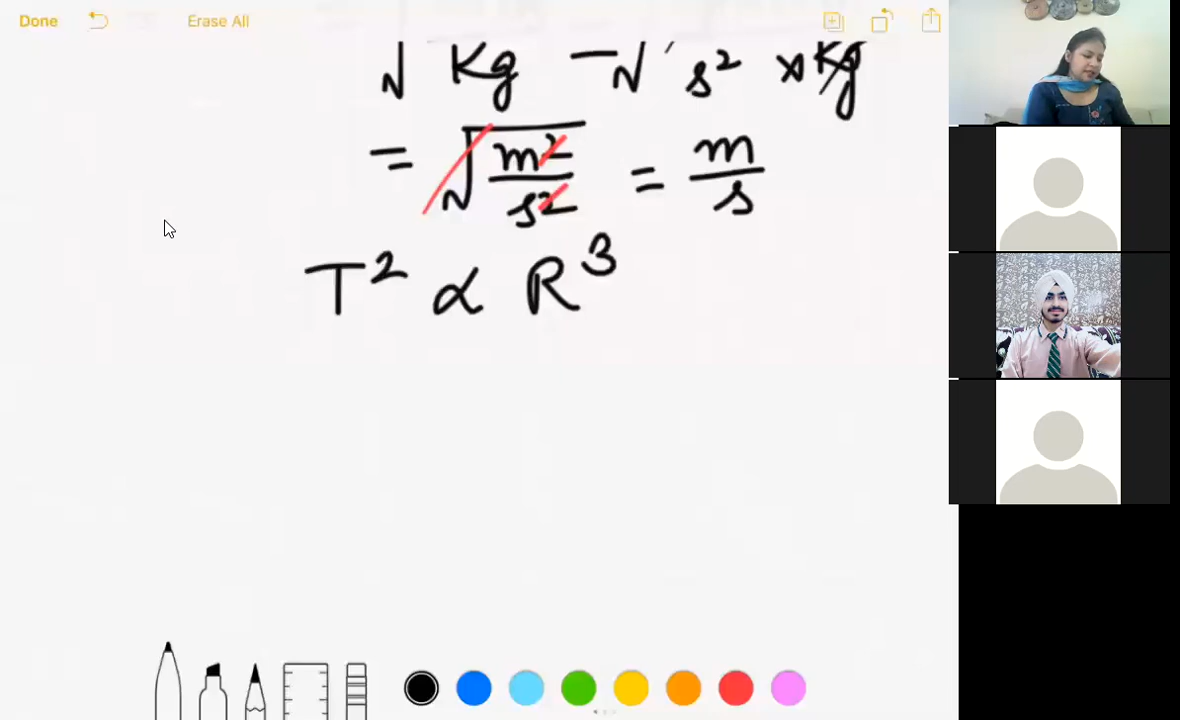 Done Erase All
√ Kg = √ s² × Kg
= √ m²/s² = m/s
T² ∝ R³